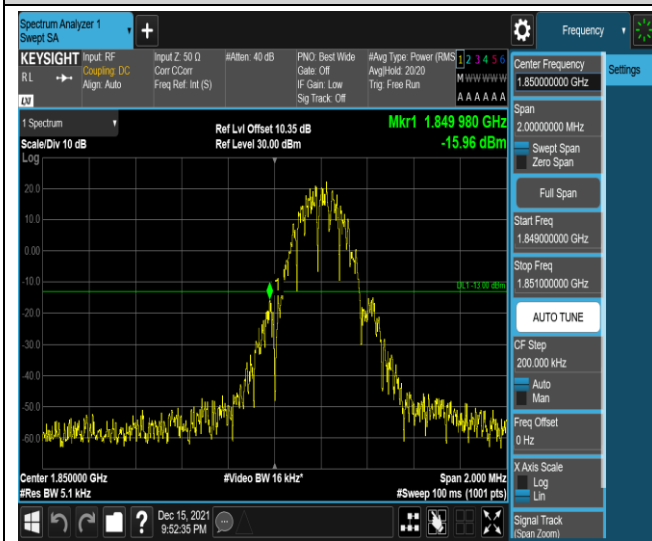 Spectrum Analyzer 1
Swept SA
+
Frequency
KEYSIGHT
RL
LXI
Input: RF
Coupling: DC
Align: Auto
Input Z: 50 Ω
Corr CCorr
Freq Ref: Int (S)
#Atten: 40 dB
PNO: Best Wide
Gate: Off
IF Gain: Low
Sig Track: Off
#Avg Type: Power (RMS
Avg|Hold: 20/20
Trig: Free Run
1 2 3 4 5 6
M W W W W W
A A A A A A
1 Spectrum
Scale/Div 10 dB
Log
Ref Lvl Offset 10.35 dB
Ref Level 30.00 dBm
Mkr1 1.849 980 GHz
-15.96 dBm
20.0
10.0
0.00
-10.0
-20.0
-30.0
-40.0
-50.0
-60.0
1
DL1 -13.00 dBm
Center 1.850000 GHz
#Res BW 5.1 kHz
#Video BW 16 kHz*
Span 2.000 MHz
#Sweep 100 ms (1001 pts)
Dec 15, 2021
9:52:35 PM
?
Center Frequency
1.850000000 GHz
Settings
Span
2.00000000 MHz
Swept Span
Zero Span
Full Span
Start Freq
1.849000000 GHz
Stop Freq
1.851000000 GHz
AUTO TUNE
CF Step
200.000 kHz
Auto
Man
Freq Offset
0 Hz
X Axis Scale
Log
Lin
Signal Track
(Span Zoom)